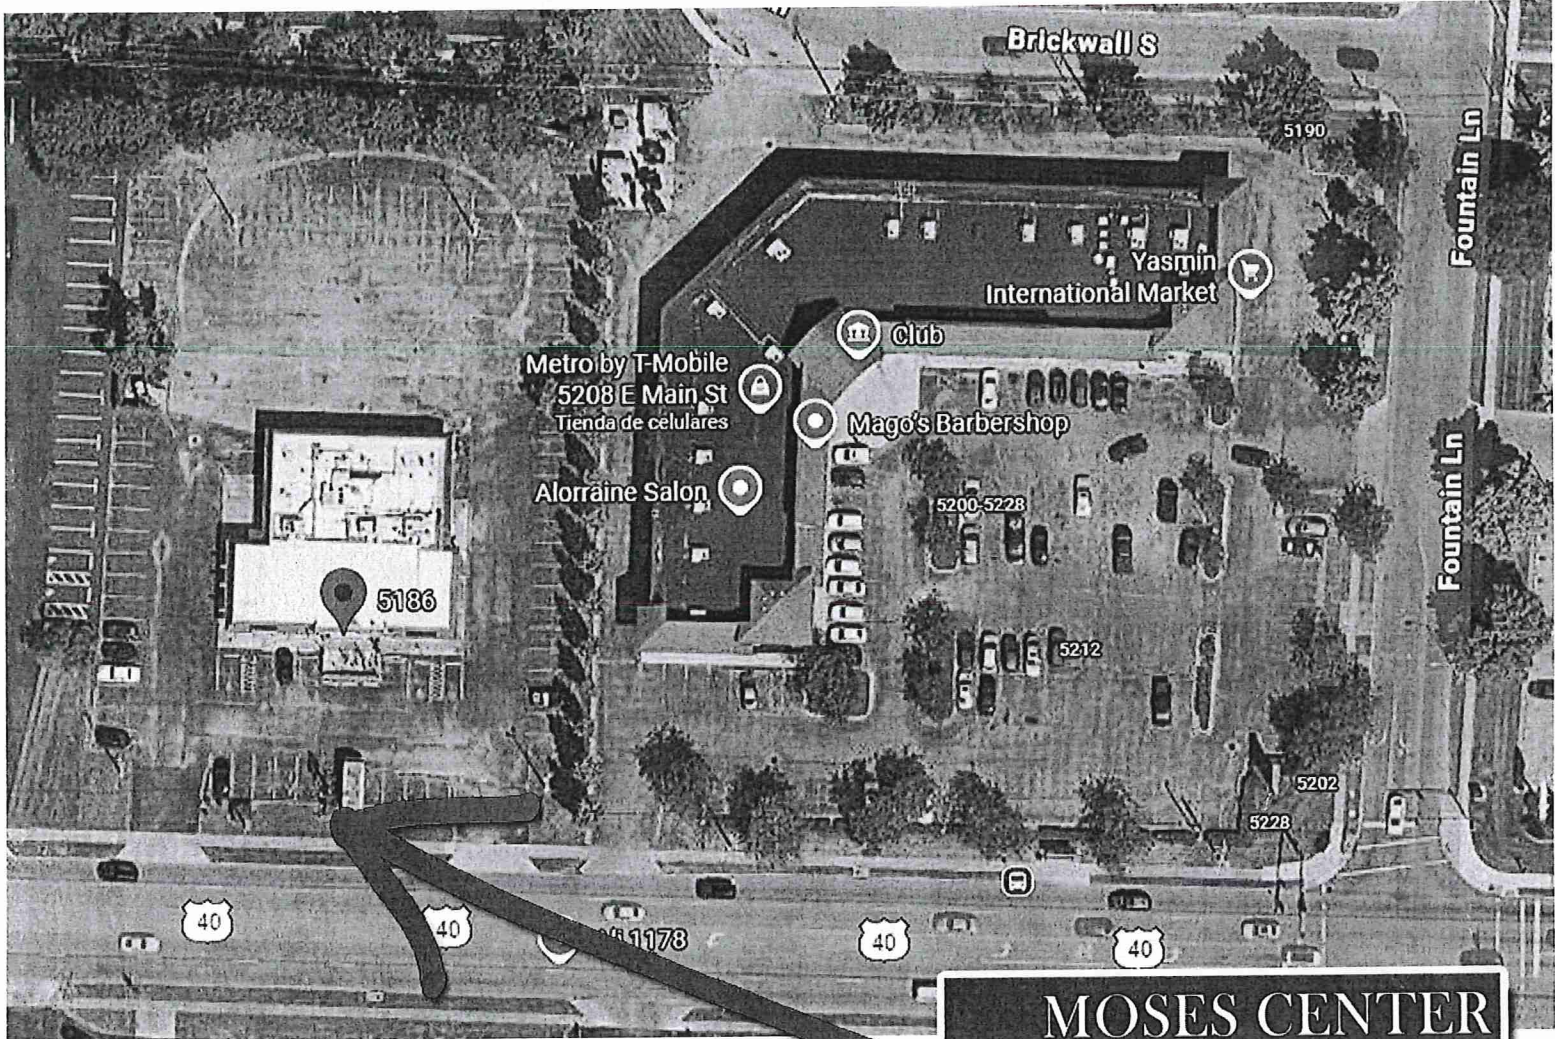 Brickwall S
Fountain Ln
5190
Yasmin
International Market
Club
Metro by T-Mobile
5208 E Main St
Tienda de celulares
Mago's Barbershop
Alorraine Salon
5200-5228
Fountain Ln
5186
5212
5202
5228
40
40
1178
40
40
MOSES CENTER